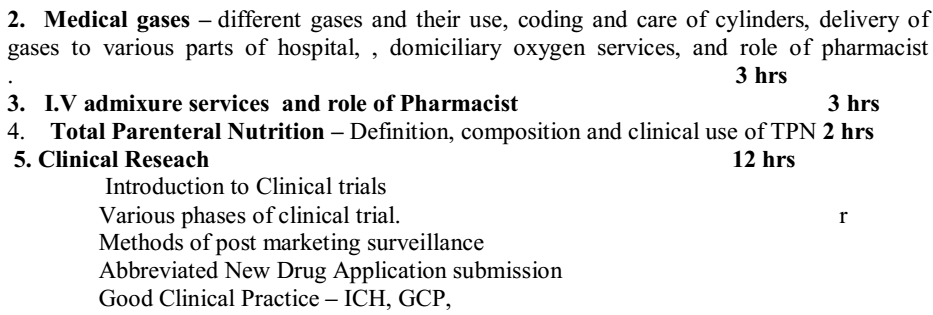 2. Medical gases – different gases and their use, coding and care of cylinders, delivery of
gases to various parts of hospital, , domiciliary oxygen services, and role of pharmacist
. 3 hrs
3. I.V admixure services and role of Pharmacist 3 hrs
4. Total Parenteral Nutrition – Definition, composition and clinical use of TPN 2 hrs
5. Clinical Reseach 12 hrs
Introduction to Clinical trials
Various phases of clinical trial. r
Methods of post marketing surveillance
Abbreviated New Drug Application submission
Good Clinical Practice – ICH, GCP,